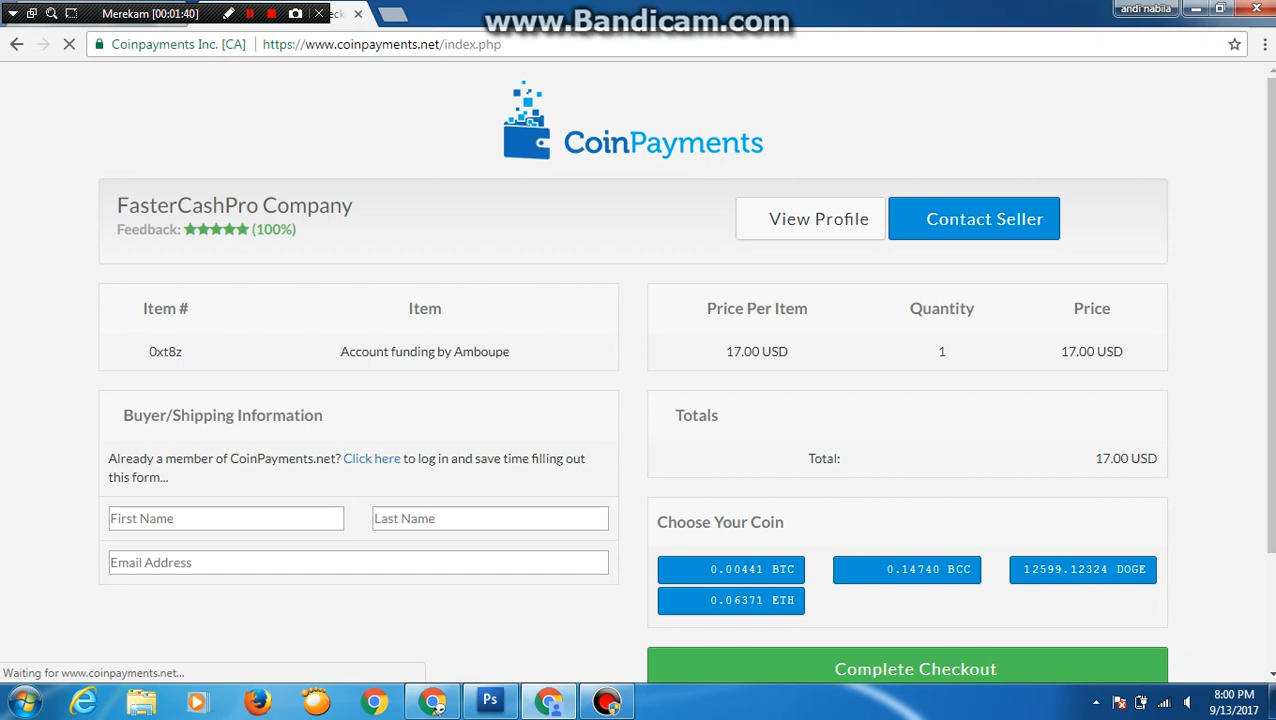 Merekam [00:01:40]
www.Bandicam.com
andi nabila
Coinpayments Inc. [CA] https://www.coinpayments.net/index.php
CoinPayments
FasterCashPro Company
Feedback: ★★★★★ (100%)
View Profile
Contact Seller
Item # Item
0xt8z Account funding by Amboupe
Price Per Item Quantity Price
17.00 USD 1 17.00 USD
Buyer/Shipping Information
Already a member of CoinPayments.net? Click here to log in and save time filling out
this form...
First Name Last Name
Email Address
Totals
Total: 17.00 USD
Choose Your Coin
0.00441 BTC 0.14740 BCC 12599.12324 DOGE
0.06371 ETH
Complete Checkout
Waiting for www.coinpayments.net...
Ps
8:00 PM
9/13/2017